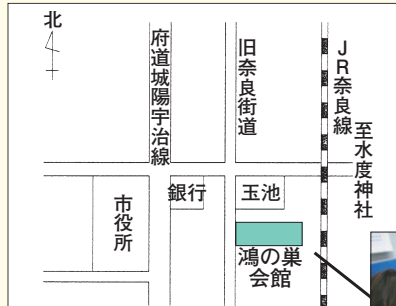 北
府道城陽宇治線
旧奈良街道
JR奈良線
至水度神社
市役所
銀行
玉池
鴻の巣
会館